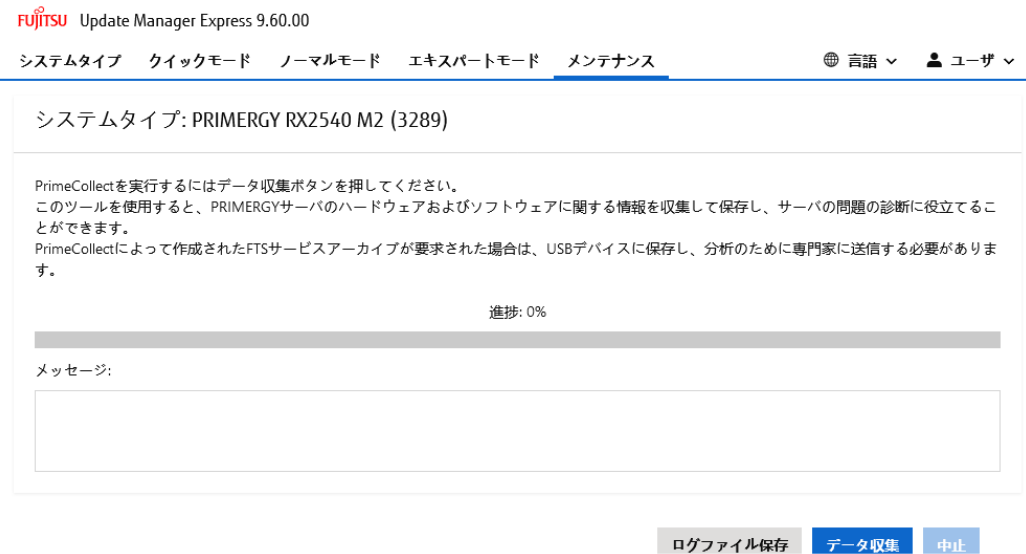 FUJITSU Update Manager Express 9.60.00
システムタイプ クイックモード ノーマルモード エキスパートモード メンテナンス 言語 ユーザ
システムタイプ: PRIMERGY RX2540 M2 (3289)
PrimeCollectを実行するにはデータ収集ボタンを押してください。
このツールを使用すると、PRIMERGYサーバのハードウェアおよびソフトウェアに関する情報を収集して保存し、サーバの問題の診断に役立てるこ
とができます。
PrimeCollectによって作成されたFTSサービスアーカイブが要求された場合は、USBデバイスに保存し、分析のために専門家に送信する必要がありま
す。
進捗: 0%
メッセージ:
ログファイル保存 データ収集 中止